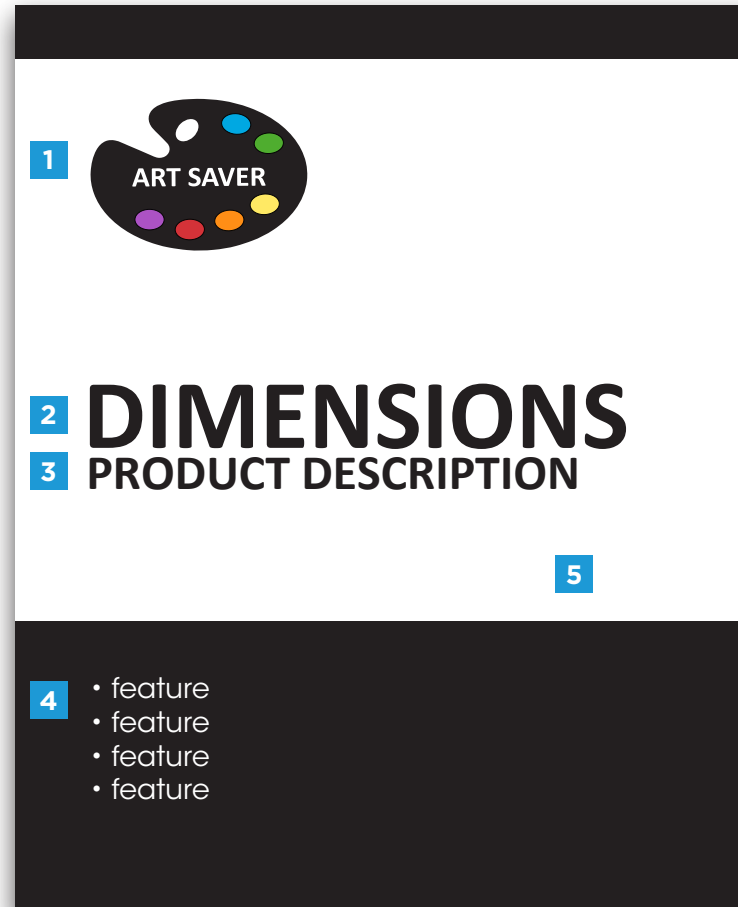 1
ART SAVER
2
DIMENSIONS
3
PRODUCT DESCRIPTION
5
4
• feature
• feature
• feature
• feature